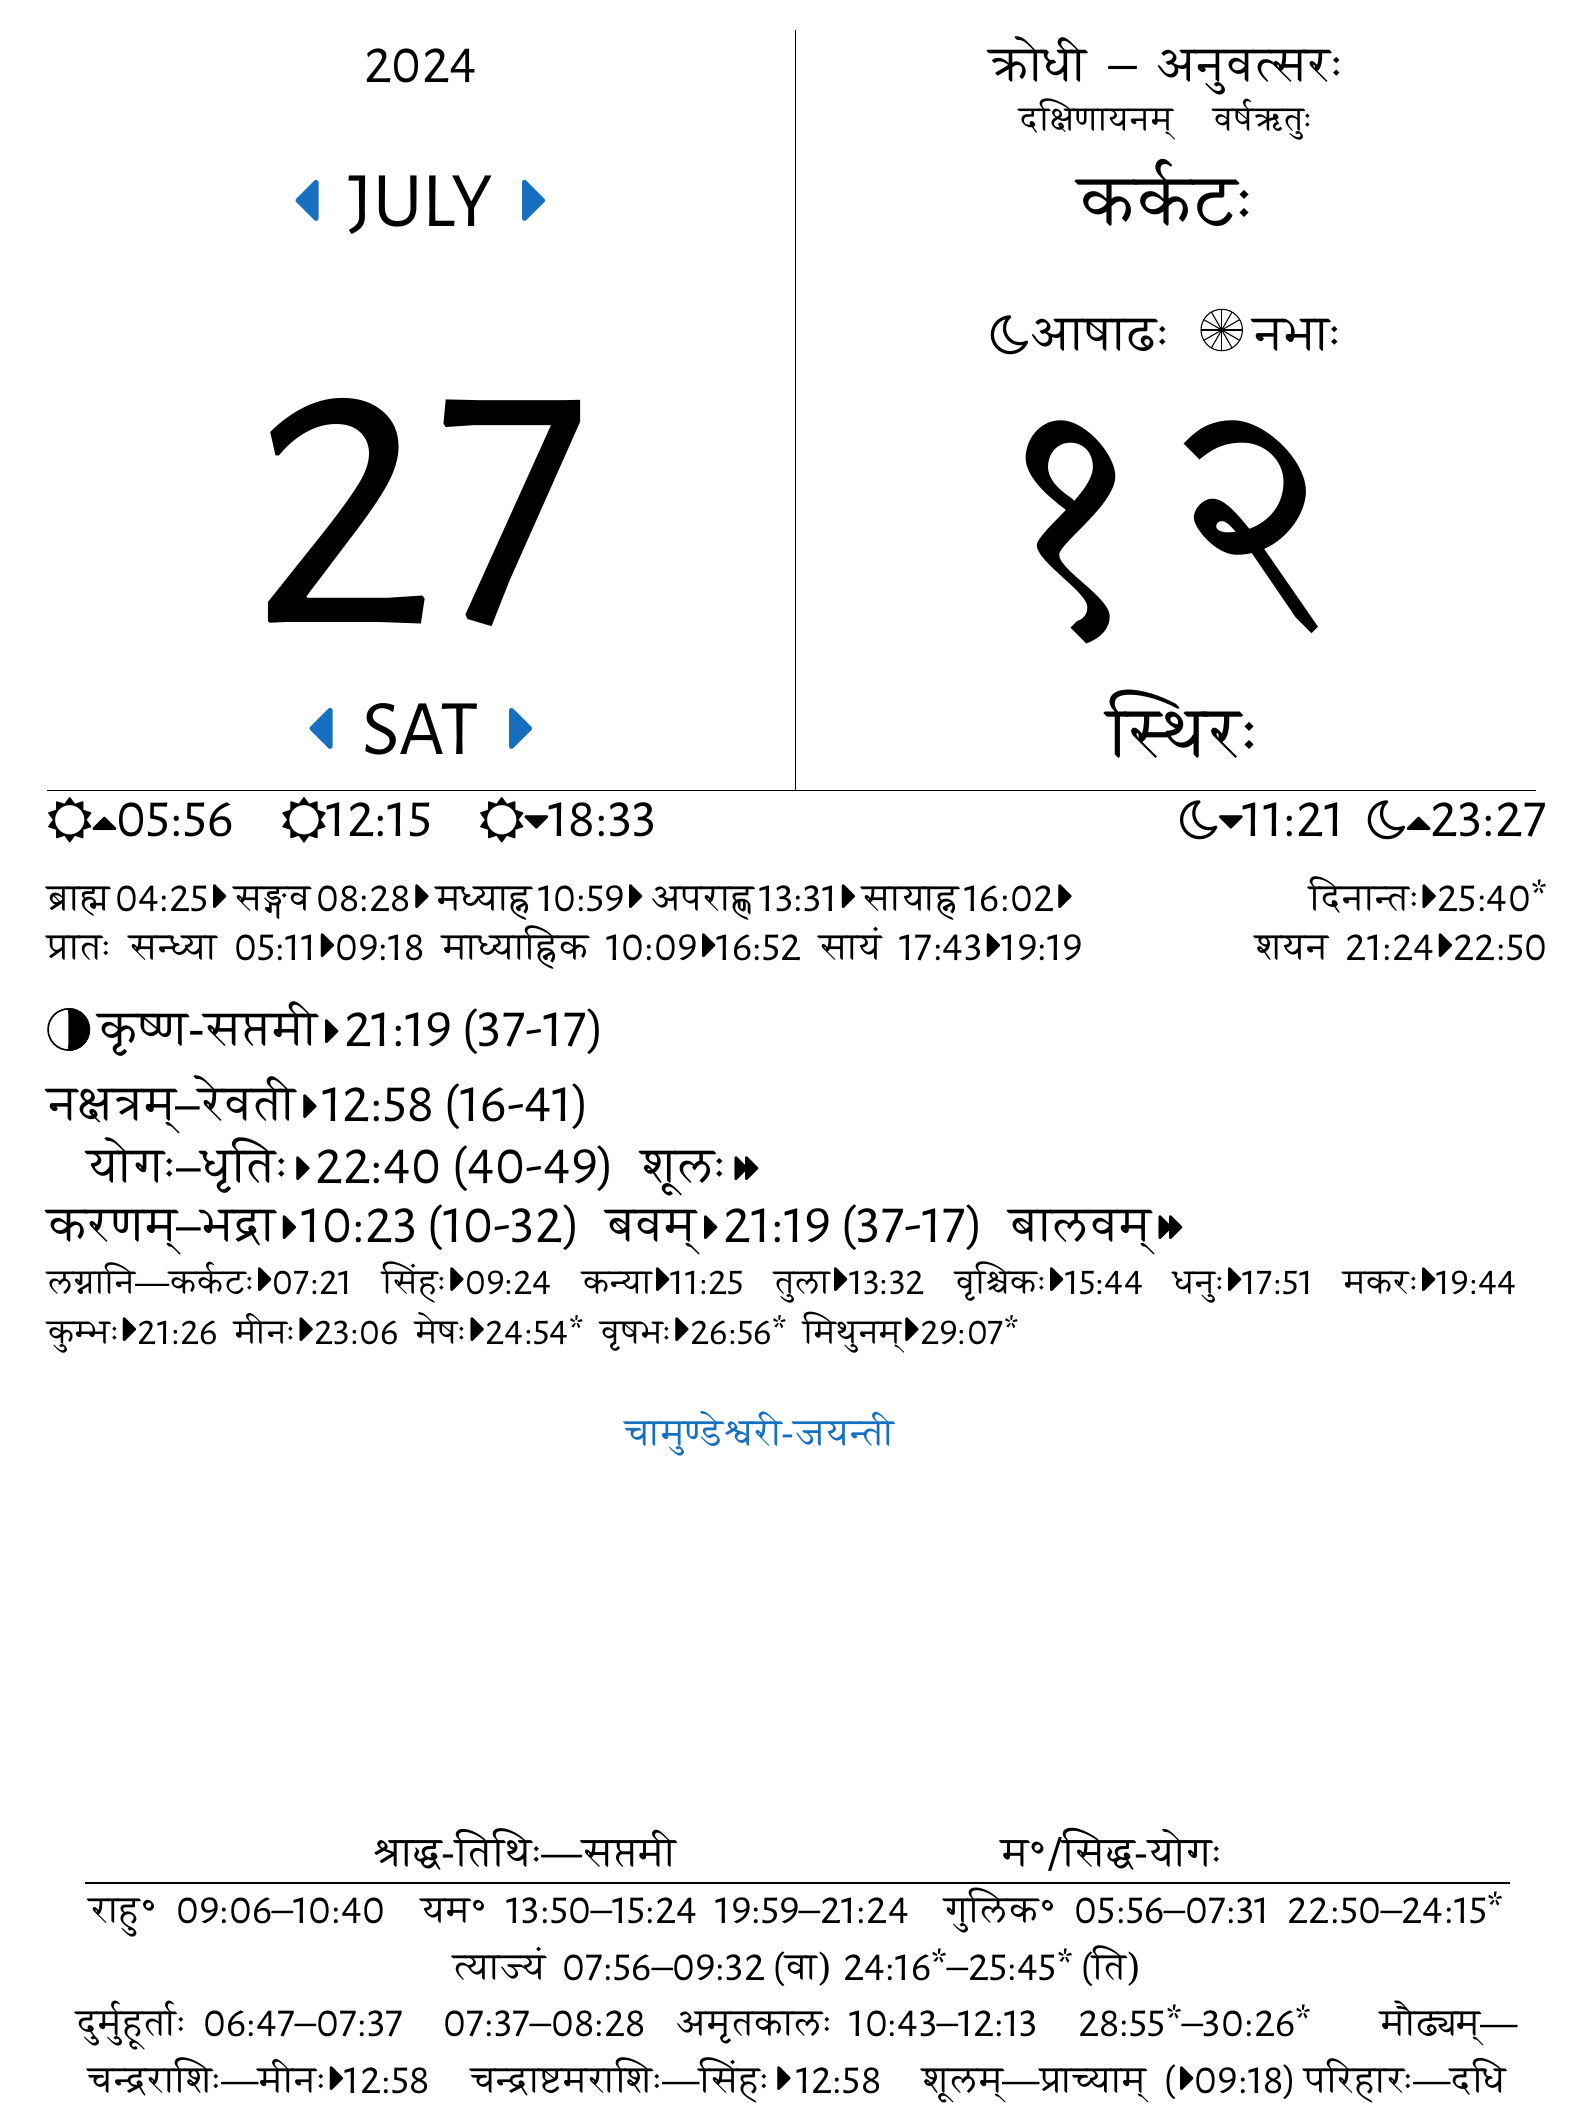 2024
JULY
27
SAT
क्रोधी – अनुवत्सरः
दक्षिणायनम् वर्षऋतुः
कर्कटः
आषाढः नभाः
१२
स्थिरः
05:56 12:15 18:33 11:21 23:27
ब्राह्म 04:25 सङ्गव 08:28 मध्याह्न 10:59 अपराह्ण 13:31 सायाह्न 16:02 दिनान्तः 25:40*
प्रातः सन्ध्या 05:11 09:18 माध्याह्निक 10:09 16:52 सायं 17:43 19:19 शयन 21:24 22:50
कृष्ण-सप्तमी 21:19 (37-17)
नक्षत्रम्–रेवती 12:58 (16-41)
योगः–धृतिः 22:40 (40-49) शूलः
करणम्–भद्रा 10:23 (10-32) बवम् 21:19 (37-17) बालवम्
लग्नानि—कर्कटः 07:21 सिंहः 09:24 कन्या 11:25 तुला 13:32 वृश्चिकः 15:44 धनुः 17:51 मकरः 19:44
कुम्भः 21:26 मीनः 23:06 मेषः 24:54* वृषभः 26:56* मिथुनम् 29:07*
चामुण्डेश्वरी-जयन्ती
श्राद्ध-तिथिः—सप्तमी म°/सिद्ध-योगः
राहु° 09:06–10:40 यम° 13:50–15:24 19:59–21:24 गुलिक° 05:56–07:31 22:50–24:15*
त्याज्यं 07:56–09:32 (वा) 24:16*–25:45* (ति)
दुर्मुहूर्ताः 06:47–07:37 07:37–08:28 अमृतकालः 10:43–12:13 28:55*–30:26* मौढ्यम्—
चन्द्रराशिः—मीनः 12:58 चन्द्राष्टमराशिः—सिंहः 12:58 शूलम्—प्राच्याम् (09:18) परिहारः—दधि